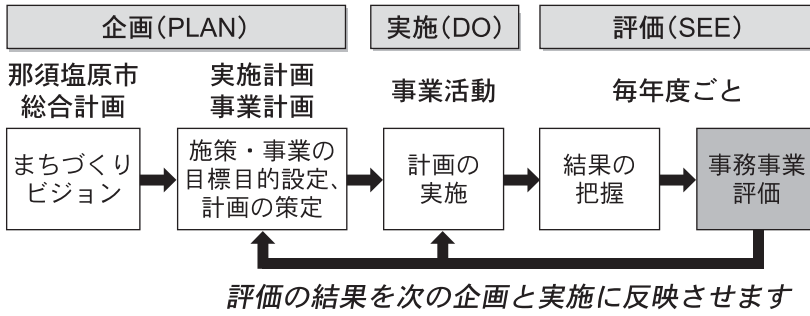 企画(PLAN)
実施(DO)
評価(SEE)
那須塩原市
総合計画
実施計画
事業計画
事業活動
毎年度ごと
まちづくり
ビジョン
施策・事業の
目標目的設定、
計画の策定
計画の
実施
結果の
把握
事務事業
評価
評価の結果を次の企画と実施に反映させます